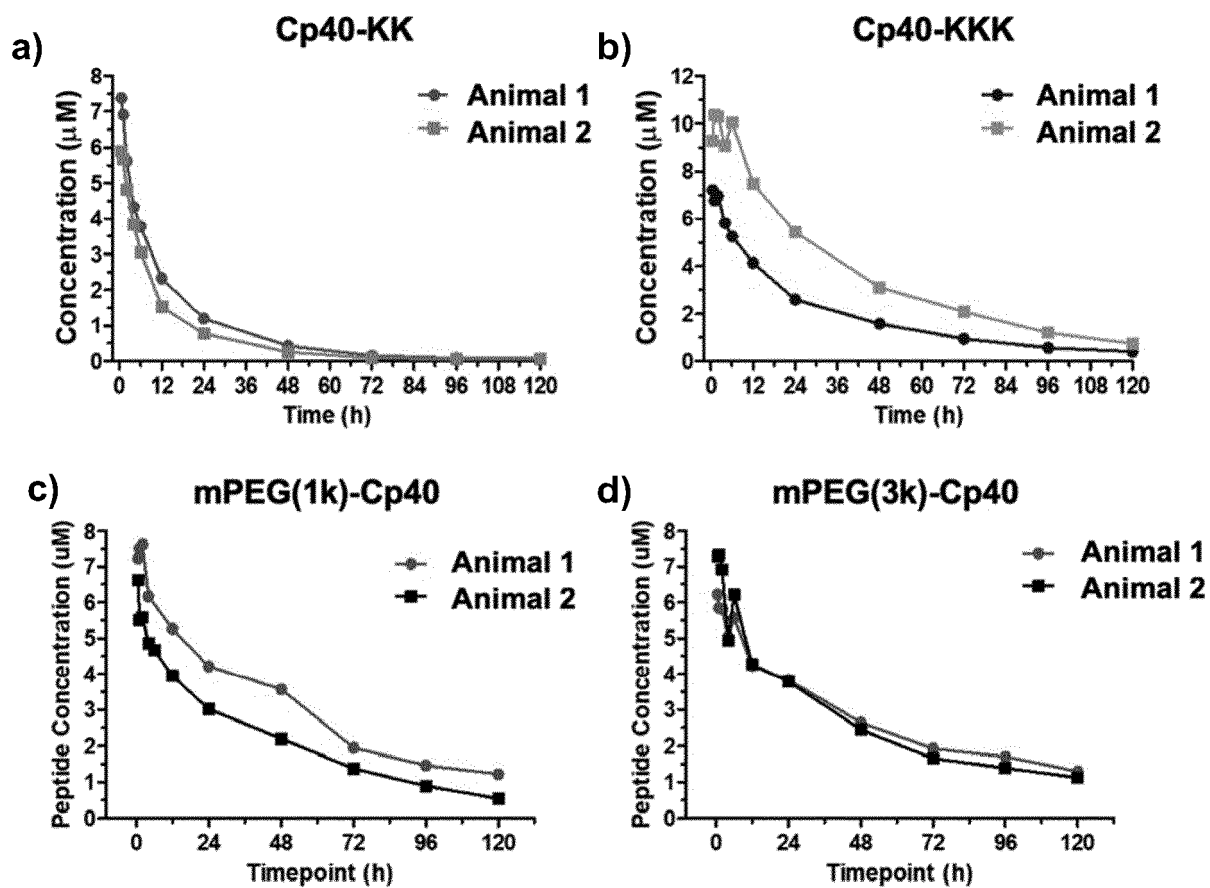 a)
Cp40-KK
Concentration (μM)
8
7
6
5
4
3
2
1
0
Animal 1
Animal 2
0 12 24 36 48 60 72 84 96 108 120
Time (h)
b)
Cp40-KKK
Concentration (μM)
12
10
8
6
4
2
0
Animal 1
Animal 2
0 12 24 36 48 60 72 84 96 108 120
Time (h)
c)
mPEG(1k)-Cp40
Peptide Concentration (uM)
8
7
6
5
4
3
2
1
0
Animal 1
Animal 2
0 24 48 72 96 120
Timepoint (h)
d)
mPEG(3k)-Cp40
Peptide Concentration (uM)
8
7
6
5
4
3
2
1
0
Animal 1
Animal 2
0 24 48 72 96 120
Timepoint (h)